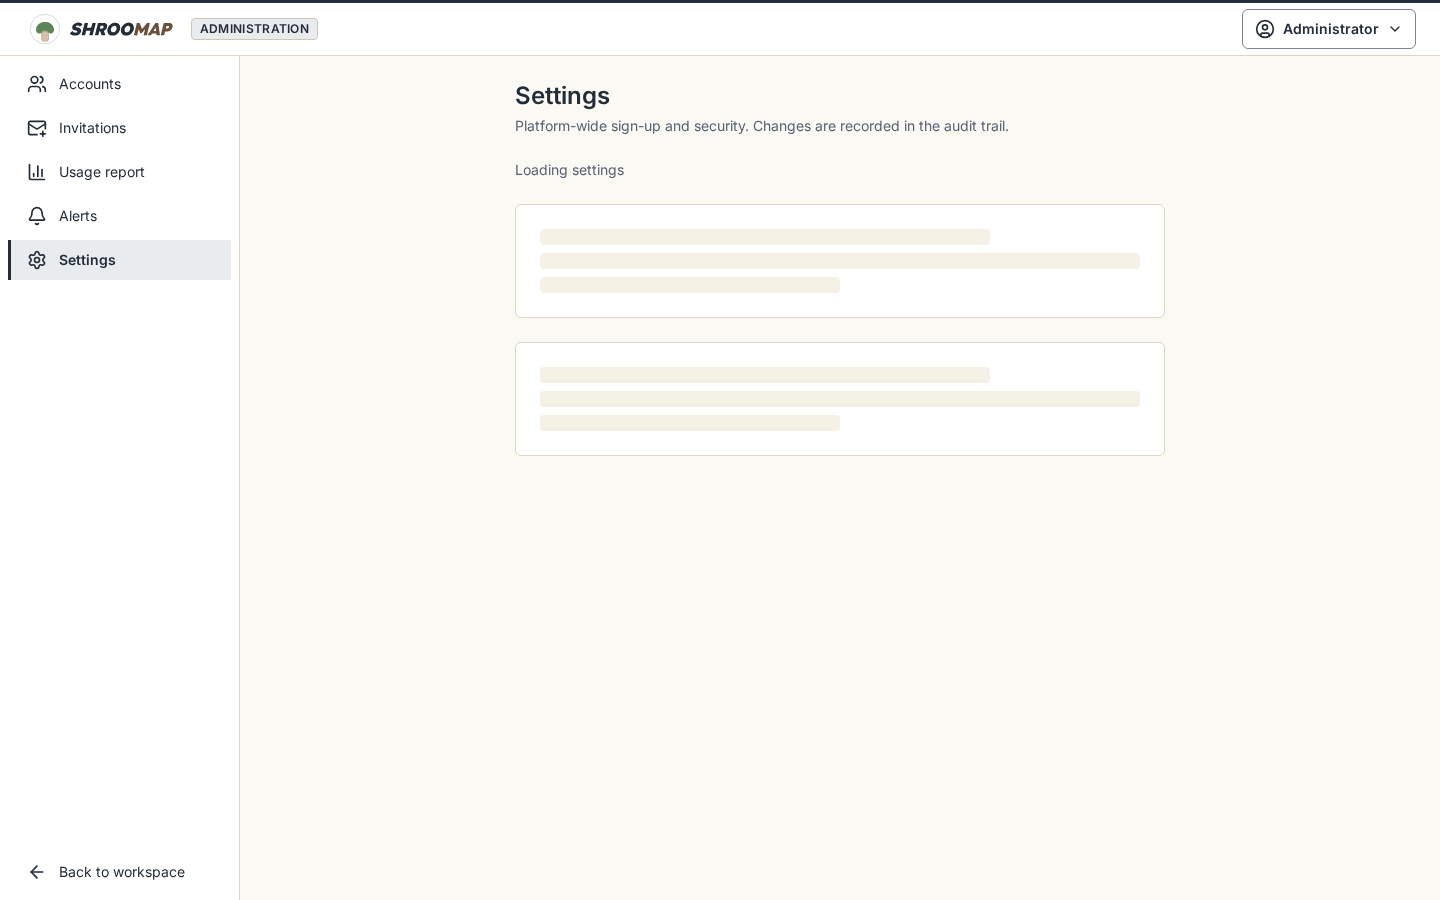 SHROOMAP
ADMINISTRATION
Administrator
Accounts
Invitations
Usage report
Alerts
Settings
Back to workspace
Settings
Platform-wide sign-up and security. Changes are recorded in the audit trail.
Loading settings